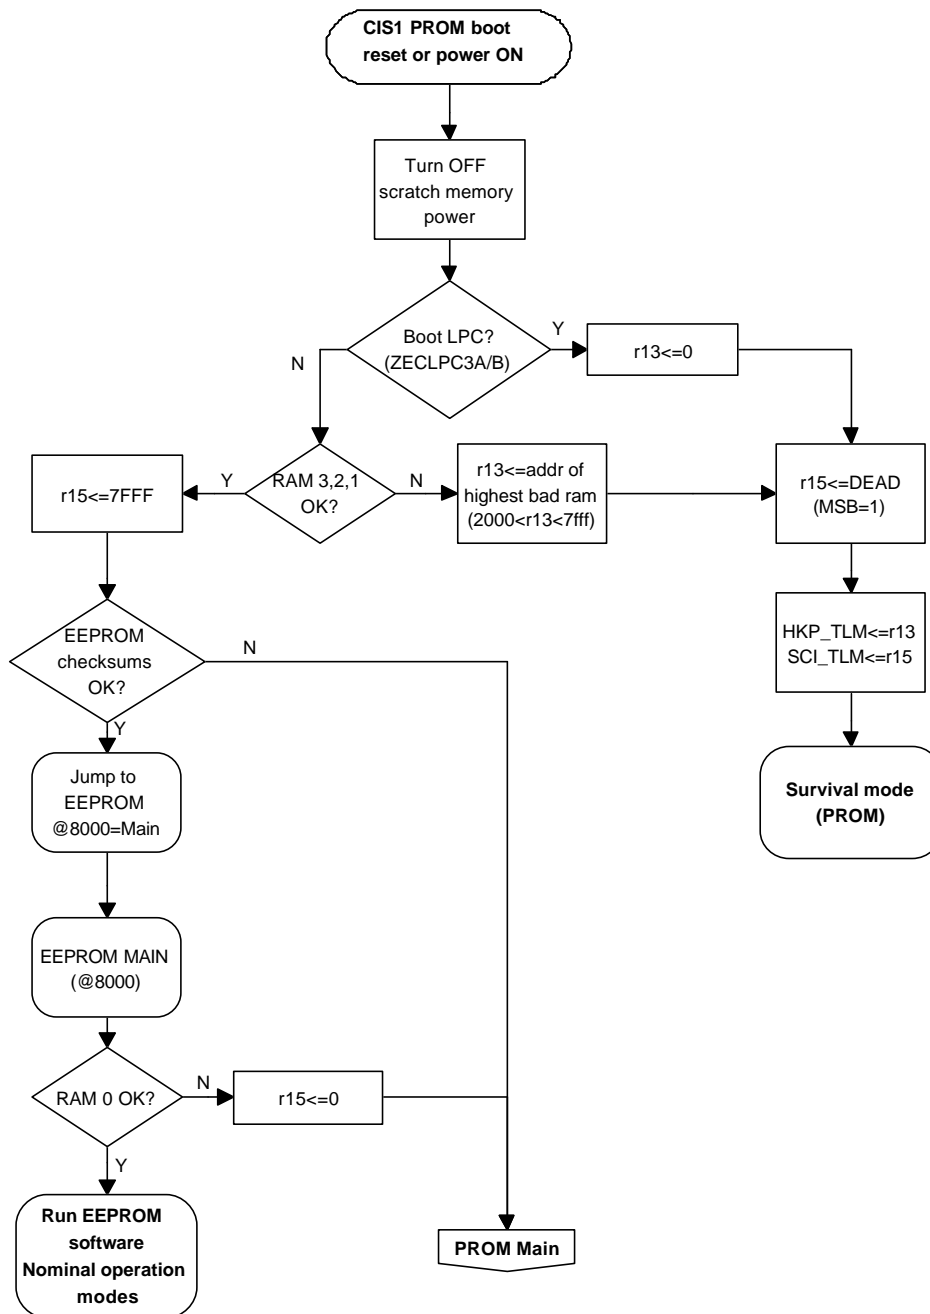 CIS1 PROM boot
reset or power ON
Turn OFF
scratch memory
power
Boot LPC?
(ZECLPC3A/B)
Y
r13<=0
N
RAM 3,2,1
OK?
Y
N
r15<=7FFF
r13<=addr of
highest bad ram
(2000<r13<7fff)
r15<=DEAD
(MSB=1)
EEPROM
checksums
OK?
N
Y
HKP_TLM<=r13
SCI_TLM<=r15
Jump to
EEPROM
@8000=Main
Survival mode
(PROM)
EEPROM MAIN
(@8000)
RAM 0 OK?
N
r15<=0
Y
Run EEPROM
software
Nominal operation
modes
PROM Main